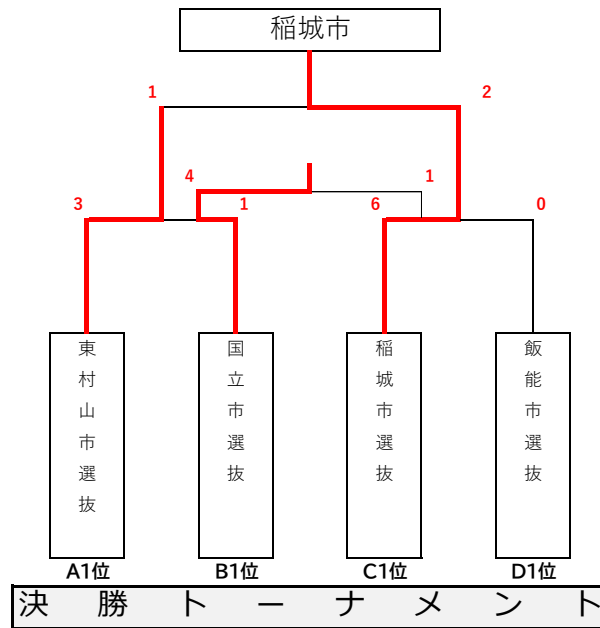 稲城市
1 2
4 1
3 1 6 0
東村山市選抜
国立市選抜
稲城市選抜
飯能市選抜
A1位 B1位 C1位 D1位
決勝トーナメント